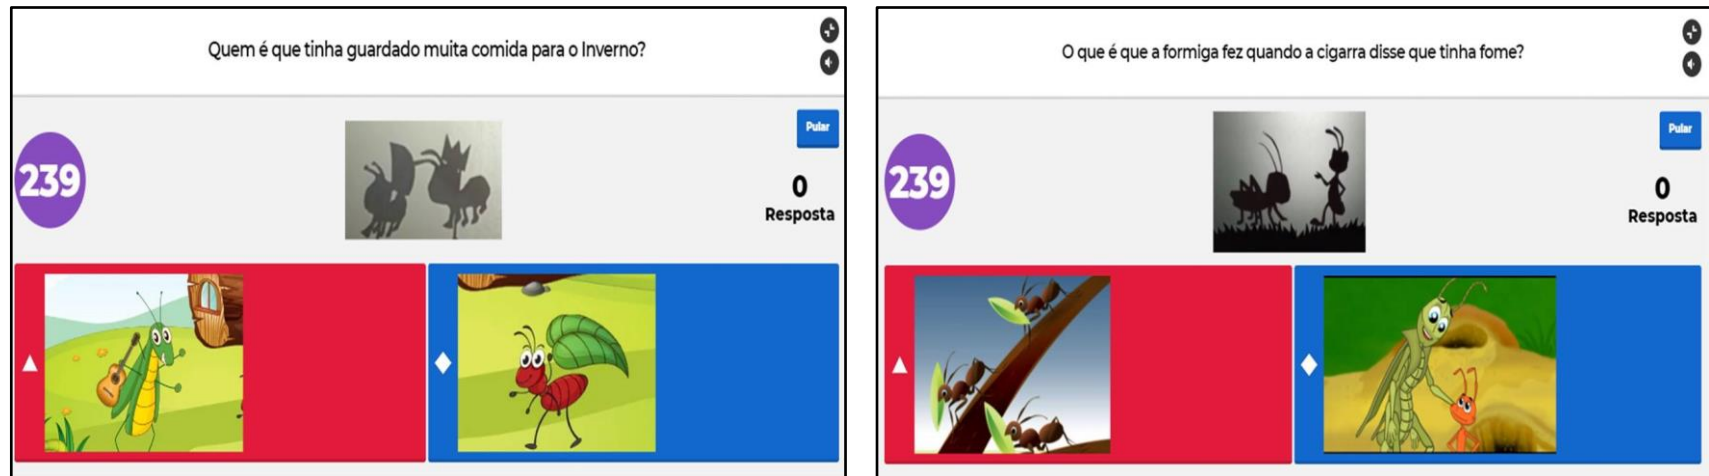 Quem é que tinha guardado muita comida para o Inverno?
239
Pular
0
Resposta
O que é que a formiga fez quando a cigarra disse que tinha fome?
239
Pular
0
Resposta